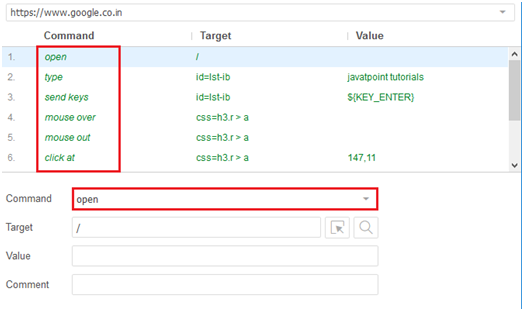 https://www.google.co.in
Command Target Value
1. open /
2. type id=lst-ib javatpoint tutorials
3. send keys id=lst-ib ${KEY_ENTER}
4. mouse over css=h3.r > a
5. mouse out css=h3.r > a
6. click at css=h3.r > a 147,11
Command open
Target /
Value
Comment